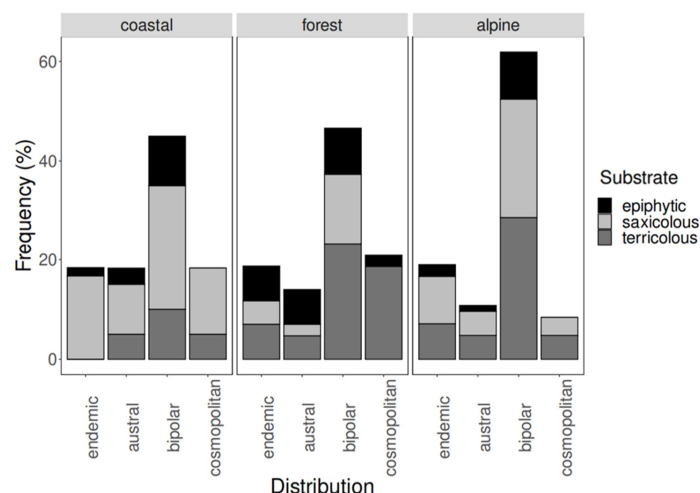 coastal forest alpine
60
40
20
0
Frequency (%)
endemic austral bipolar cosmopolitan endemic austral bipolar cosmopolitan endemic austral bipolar cosmopolitan
Distribution
Substrate
epiphytic
saxicolous
terricolous